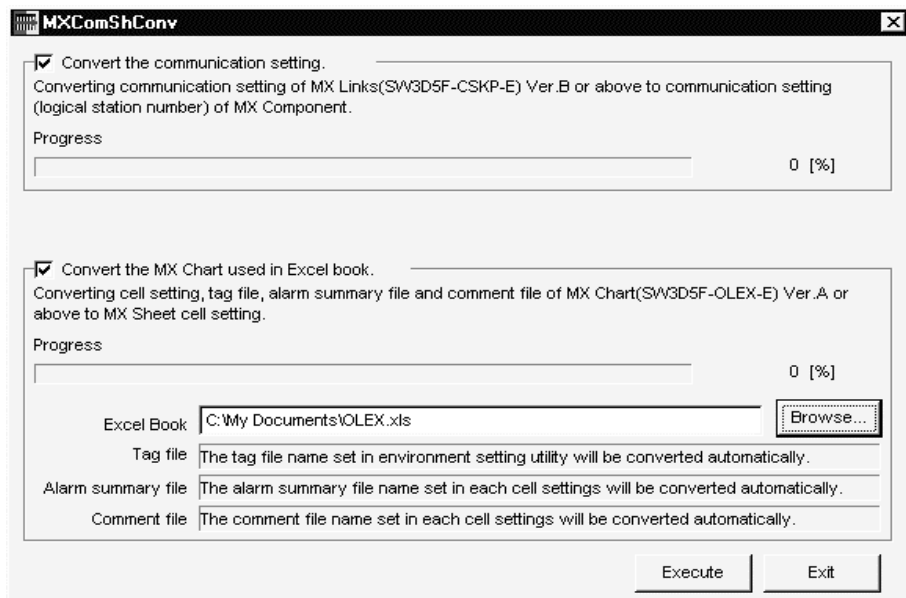 MXComShConv
Convert the communication setting.
Converting communication setting of MX Links(SW3D5F-CSKP-E) Ver.B or above to communication setting
(logical station number) of MX Component.
Progress
0 [%]
Convert the MX Chart used in Excel book.
Converting cell setting, tag file, alarm summary file and comment file of MX Chart(SW3D5F-OLEX-E) Ver.A or
above to MX Sheet cell setting.
Progress
0 [%]
Excel Book C:\My Documents\OLEX.xls Browse...
Tag file The tag file name set in environment setting utility will be converted automatically.
Alarm summary file The alarm summary file name set in each cell settings will be converted automatically.
Comment file The comment file name set in each cell settings will be converted automatically.
Execute Exit